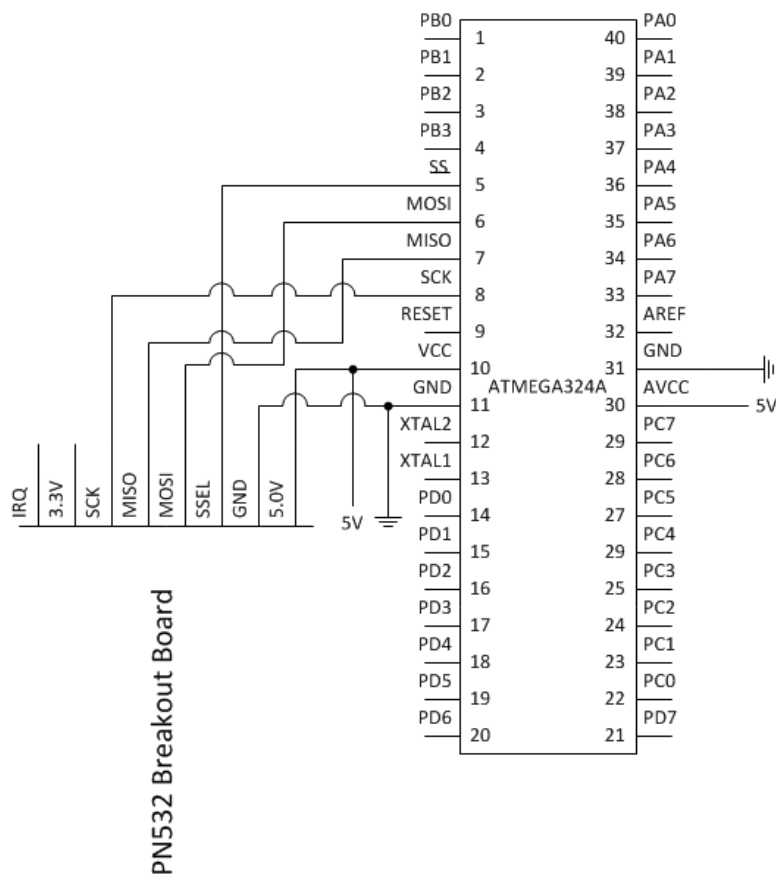 PB0
1
40
PA0
PB1
2
39
PA1
PB2
3
38
PA2
PB3
4
37
PA3
SS
5
36
PA4
MOSI
6
35
PA5
MISO
7
34
PA6
SCK
8
33
PA7
RESET
9
32
AREF
VCC
10
31
GND
GND
11
ATMEGA324A
30
AVCC
5V
XTAL2
12
29
PC7
XTAL1
13
28
PC6
PD0
14
27
PC5
PD1
15
29
PC4
PD2
16
25
PC3
PD3
17
24
PC2
PD4
18
23
PC1
PD5
19
22
PC0
PD6
20
21
PD7
IRQ
3.3V
SCK
MISO
MOSI
SSEL
GND
5.0V
5V
PN532 Breakout Board